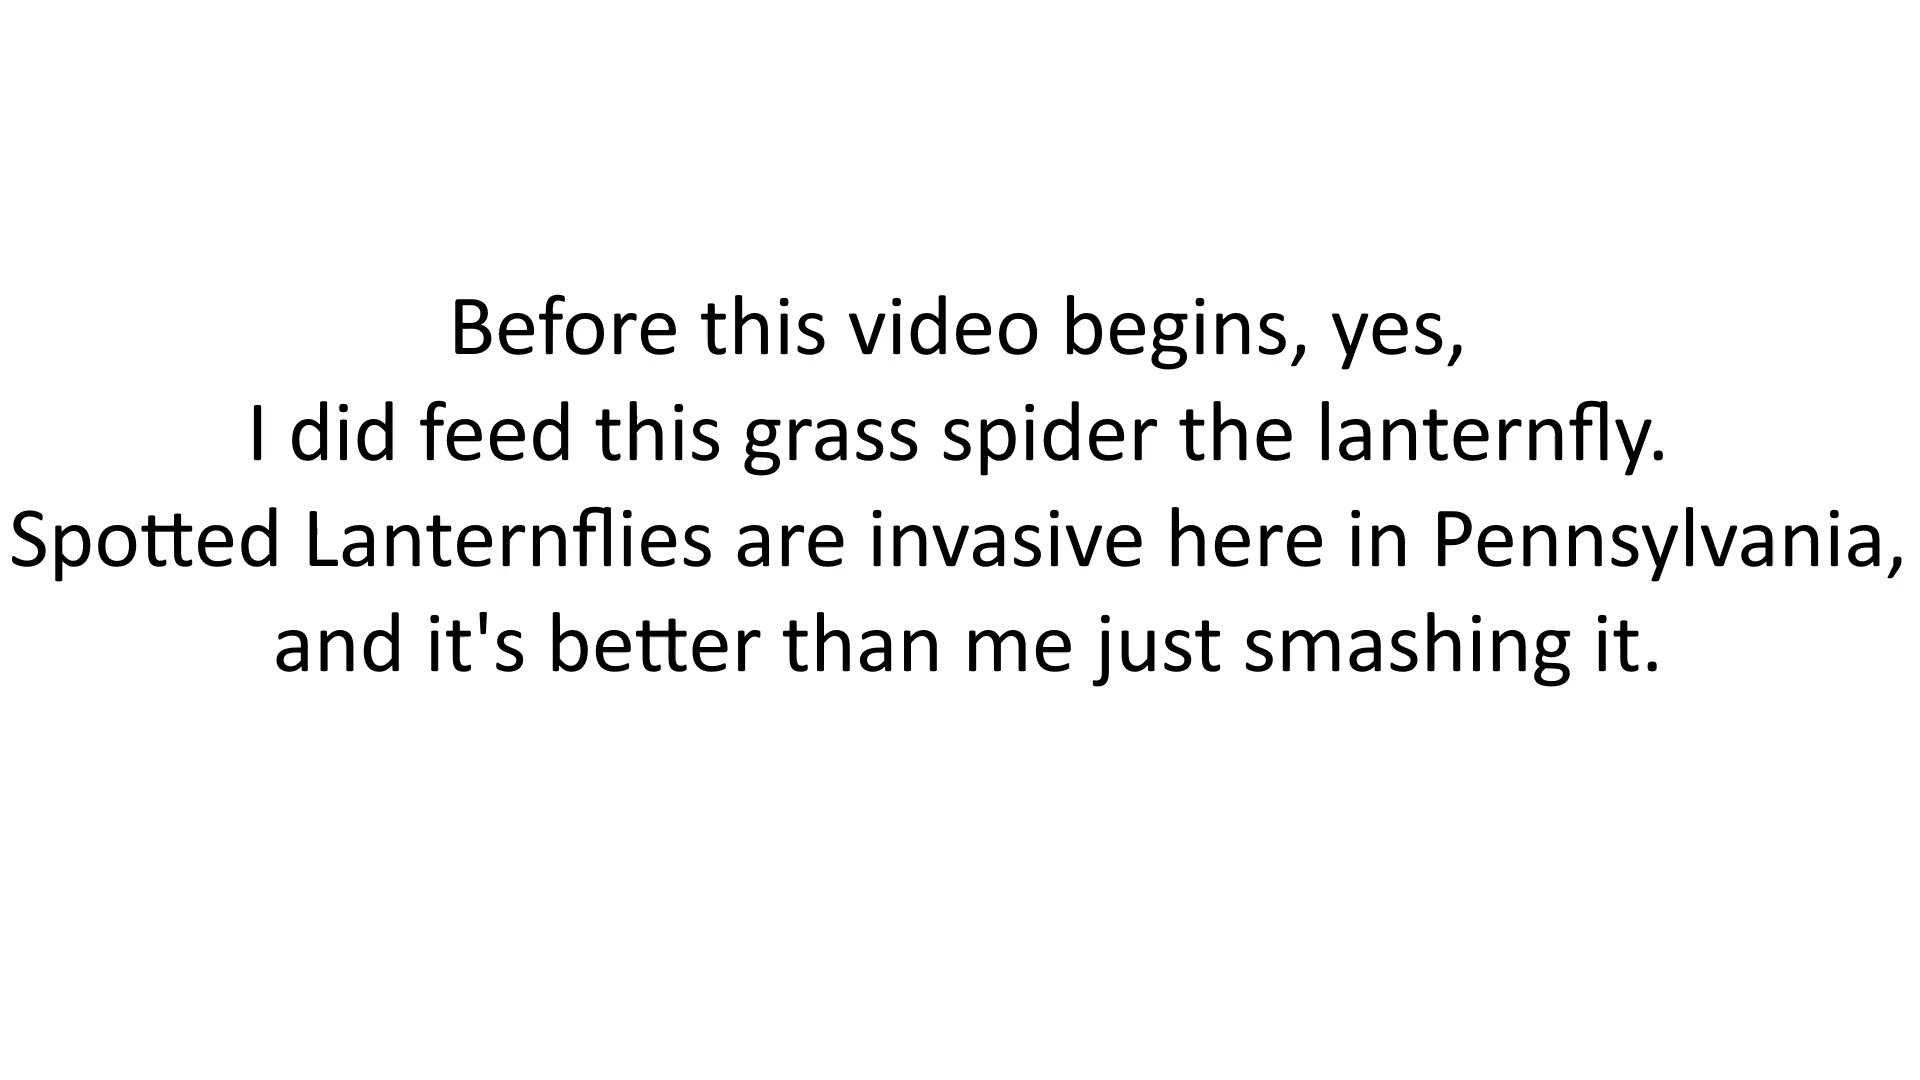 Before this video begins, yes,
I did feed this grass spider the lanternfly.
Spotted Lanternflies are invasive here in Pennsylvania,
and it's better than me just smashing it.